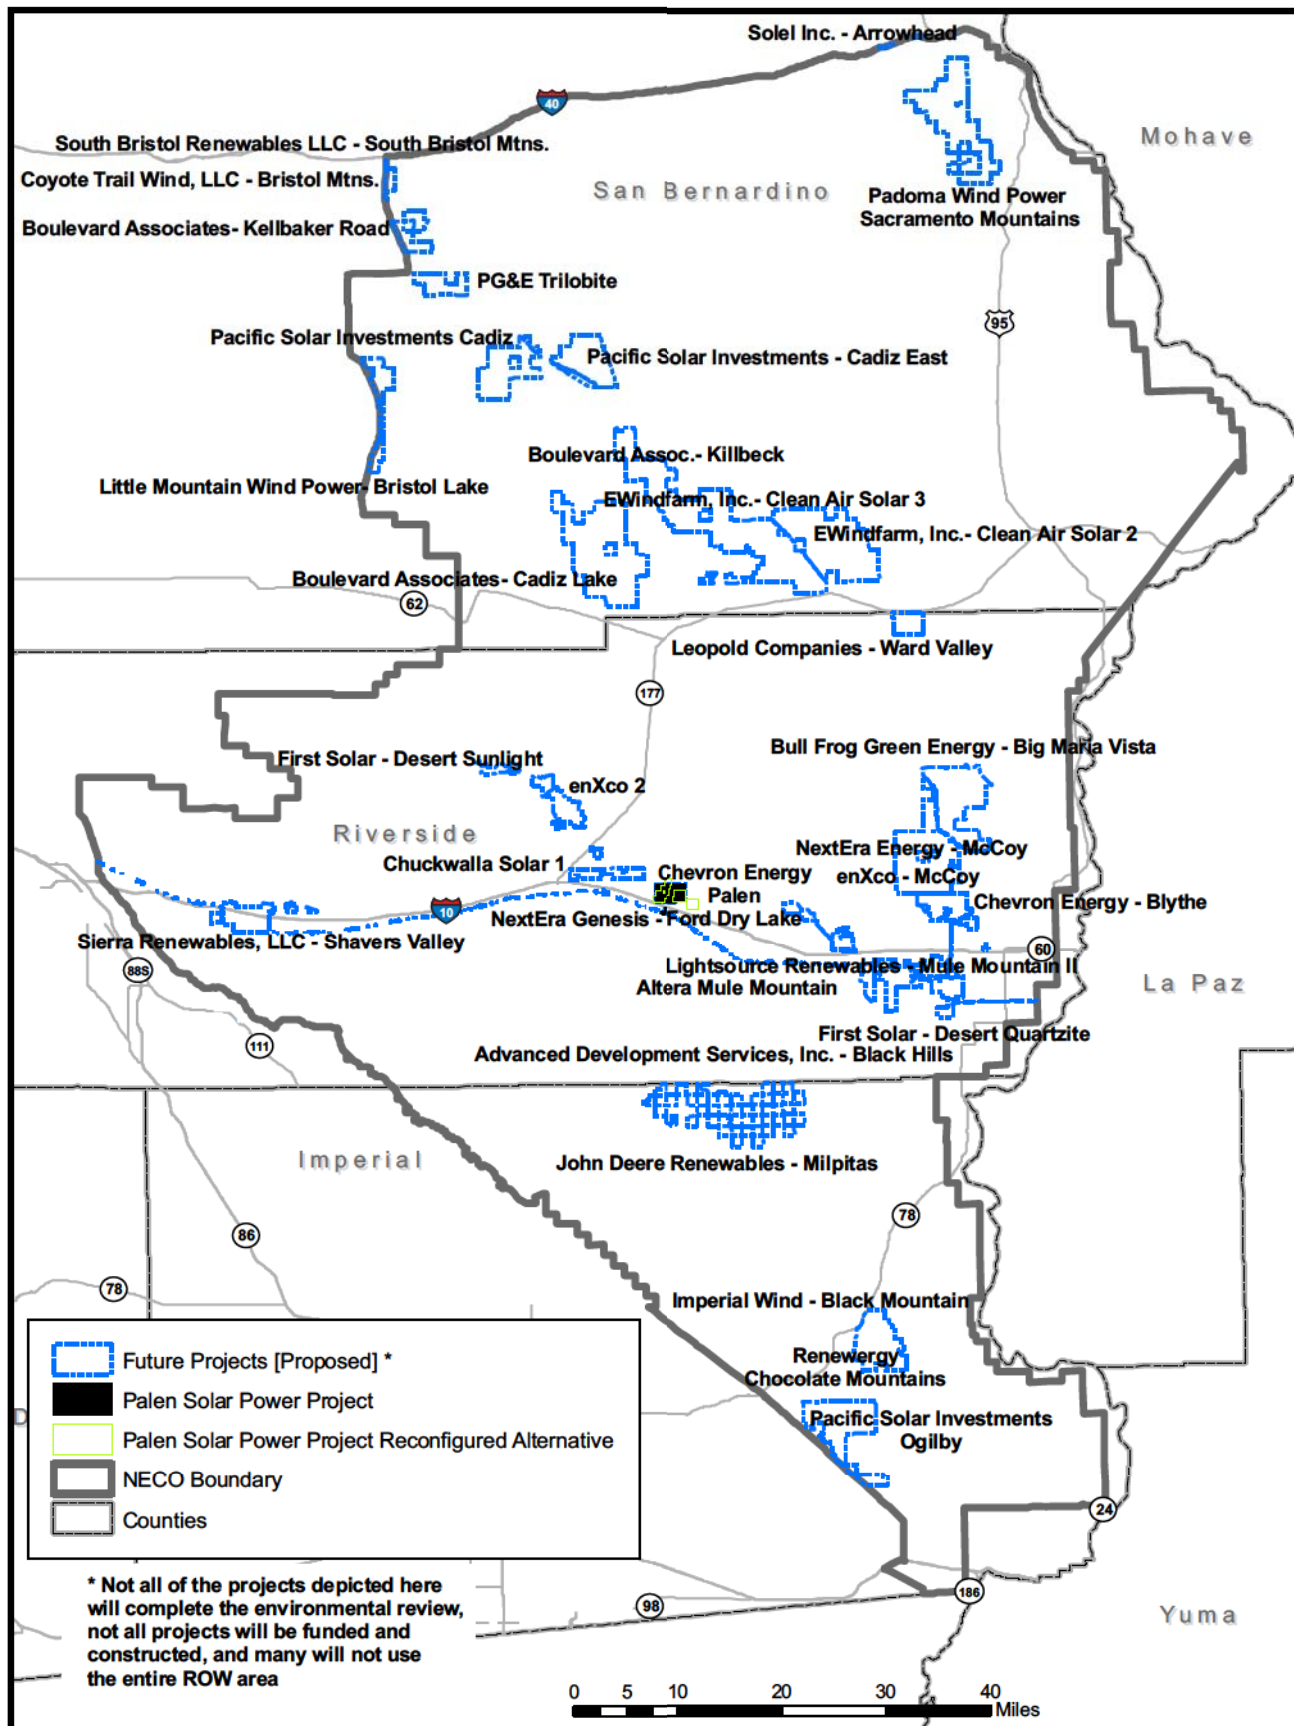 Solel Inc. - Arrowhead
40
Mohave
South Bristol Renewables LLC - South Bristol Mtns.
Coyote Trail Wind, LLC - Bristol Mtns.
San Bernardino
Padoma Wind Power
Sacramento Mountains
Boulevard Associates- Kellbaker Road
PG&E Trilobite
95
Pacific Solar Investments Cadiz
Pacific Solar Investments - Cadiz East
Boulevard Assoc.- Killbeck
Little Mountain Wind Power- Bristol Lake
EWindfarm, Inc.- Clean Air Solar 3
EWindfarm, Inc.- Clean Air Solar 2
Boulevard Associates- Cadiz Lake
62
Leopold Companies - Ward Valley
177
Bull Frog Green Energy - Big Maria Vista
First Solar - Desert Sunlight
enXco 2
Riverside
NextEra Energy - McCoy
Chuckwalla Solar 1
Chevron Energy
Palen
enXco - McCoy
Chevron Energy - Blythe
10
NextEra Genesis - Ford Dry Lake
Sierra Renewables, LLC - Shavers Valley
60
88S
Lightsource Renewables - Mule Mountain II
Altera Mule Mountain
La Paz
111
First Solar - Desert Quartzite
Advanced Development Services, Inc. - Black Hills
Imperial
John Deere Renewables - Milpitas
78
86
78
Imperial Wind - Black Mountain
Renewergy
Chocolate Mountains
Pacific Solar Investments
Ogilby
D
Future Projects [Proposed] *
Palen Solar Power Project
Palen Solar Power Project Reconfigured Alternative
NECO Boundary
Counties
24
186
98
Yuma
* Not all of the projects depicted here
will complete the environmental review,
not all projects will be funded and
constructed, and many will not use
the entire ROW area
0 5 10 20 30 40
Miles